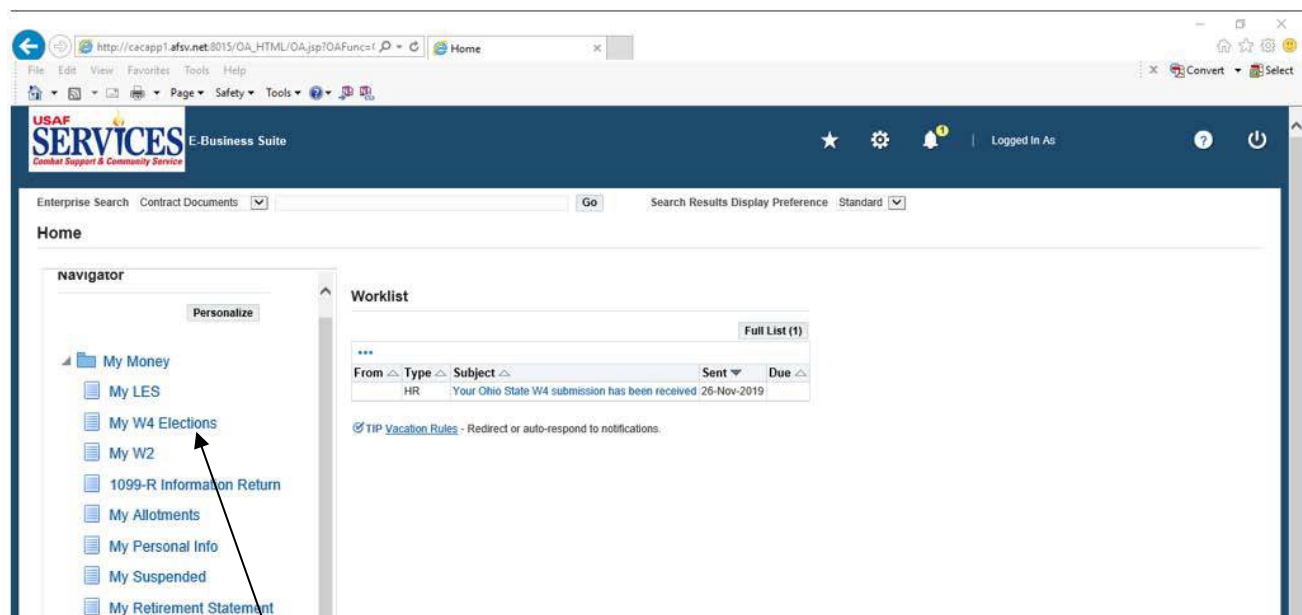 http://cacapp1.afsv.net:8015/OA_HTML/OA.jsp?OAFunc=(
Home
File Edit View Favorites Tools Help
Convert Select
Page Safety Tools
USAF
SERVICES
Combat Support & Community Service
E-Business Suite
1
Logged In As
?
Enterprise Search Contract Documents Go Search Results Display Preference Standard
Home
Navigator
Personalize
My Money
My LES
My W4 Elections
My W2
1099-R Information Return
My Allotments
My Personal Info
My Suspended
My Retirement Statement
Worklist
Full List (1)
...
From Type Subject Sent Due
HR Your Ohio State W4 submission has been received 26-Nov-2019
TIP Vacation Rules - Redirect or auto-respond to notifications.